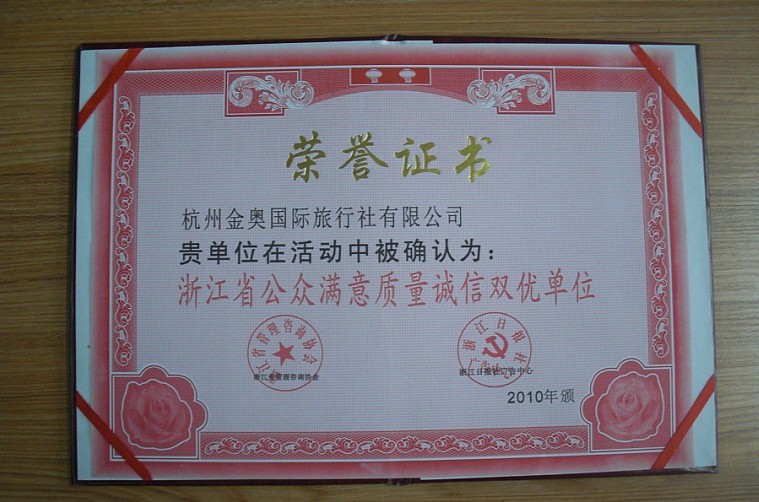 荣誉证书
杭州金奥国际旅行社有限公司
贵单位在活动中被确认为：
浙江省公众满意质量诚信双优单位
浙江省管理咨询协会
浙江日报社
浙江省管理咨询协会
浙江日报社广告中心
2010年颁